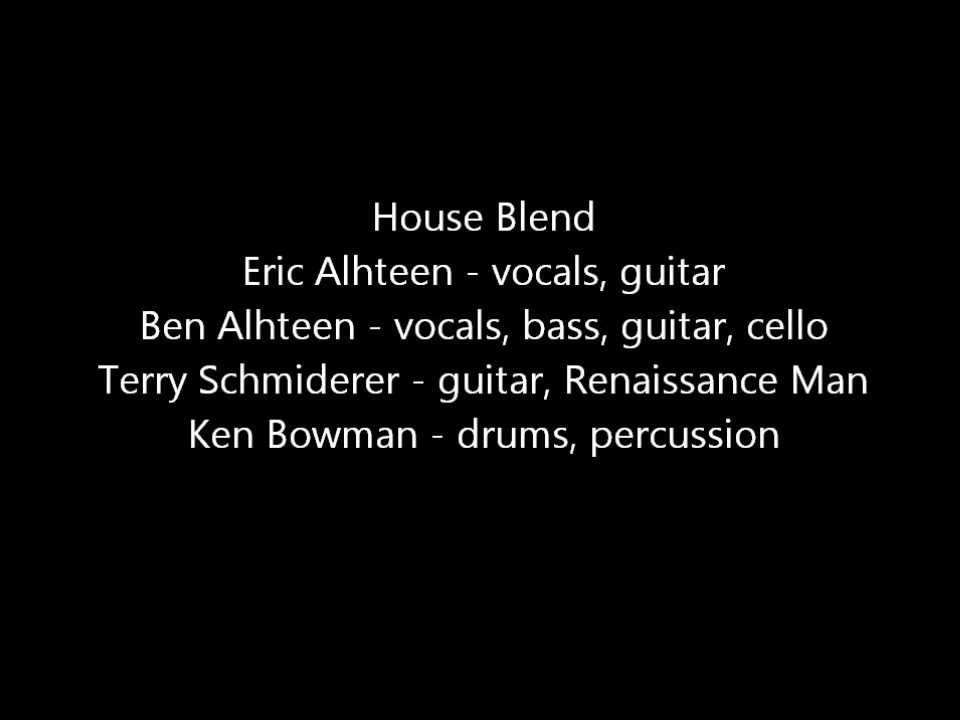 House Blend
Eric Alhteen - vocals, guitar
Ben Alhteen - vocals, bass, guitar, cello
Terry Schmiderer - guitar, Renaissance Man
Ken Bowman - drums, percussion